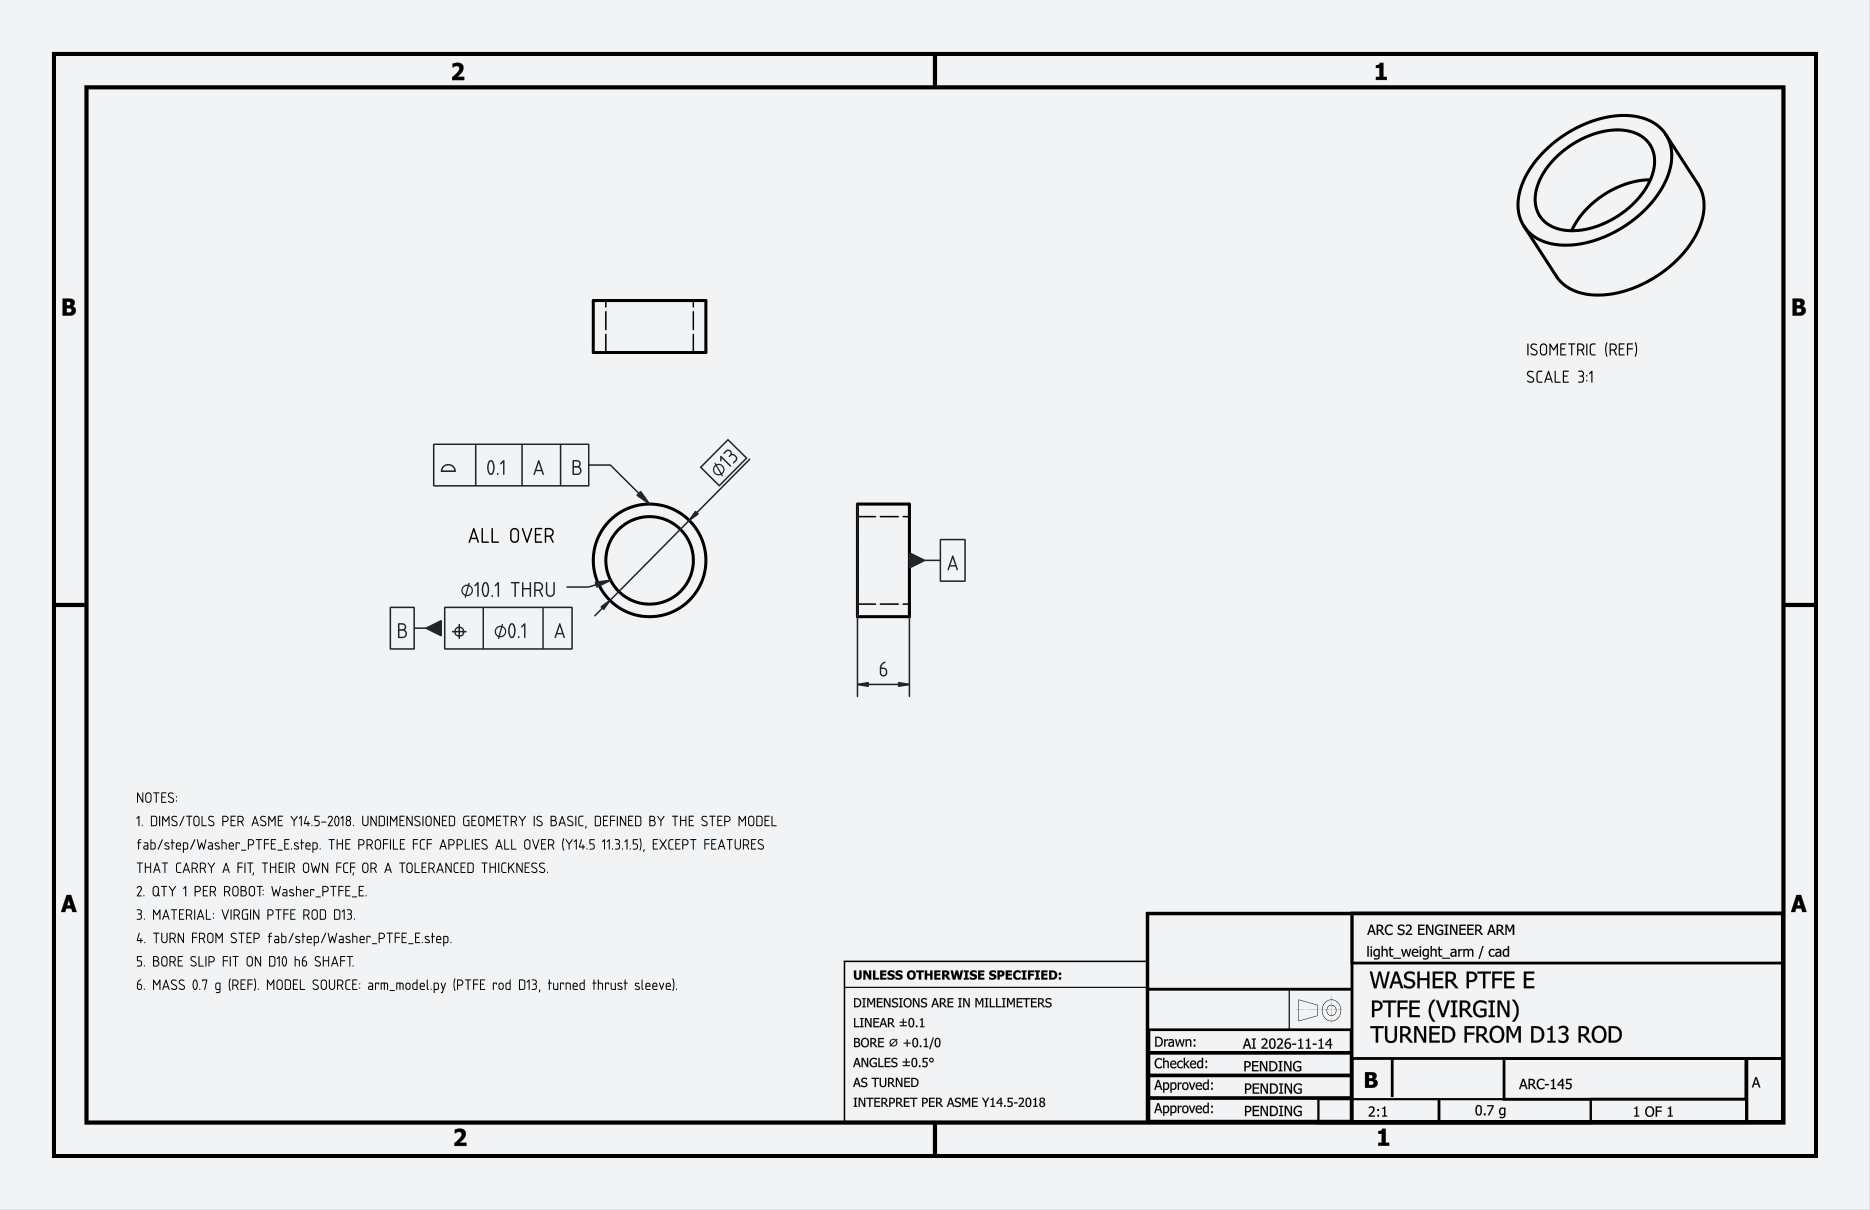 2
1
B
B
ISOMETRIC (REF)
SCALE 3:1
⌓ 0.1 A B
⌀13
ALL OVER
⌀10.1 THRU
B ⌖ ⌀0.1 A
A
6
NOTES:
1. DIMS/TOLS PER ASME Y14.5-2018. UNDIMENSIONED GEOMETRY IS BASIC, DEFINED BY THE STEP MODEL
fab/step/Washer_PTFE_E.step. THE PROFILE FCF APPLIES ALL OVER (Y14.5 11.3.1.5), EXCEPT FEATURES
THAT CARRY A FIT, THEIR OWN FCF, OR A TOLERANCED THICKNESS.
2. QTY 1 PER ROBOT: Washer_PTFE_E.
3. MATERIAL: VIRGIN PTFE ROD D13.
4. TURN FROM STEP fab/step/Washer_PTFE_E.step.
5. BORE SLIP FIT ON D10 h6 SHAFT.
6. MASS 0.7 g (REF). MODEL SOURCE: arm_model.py (PTFE rod D13, turned thrust sleeve).
A
A
UNLESS OTHERWISE SPECIFIED:
DIMENSIONS ARE IN MILLIMETERS
LINEAR ±0.1
BORE ⌀ +0.1/0
ANGLES ±0.5°
AS TURNED
INTERPRET PER ASME Y14.5-2018
Drawn: AI 2026-11-14
Checked: PENDING
Approved: PENDING
Approved: PENDING
ARC S2 ENGINEER ARM
light_weight_arm / cad
WASHER PTFE E
PTFE (VIRGIN)
TURNED FROM D13 ROD
B ARC-145 A
2:1 0.7 g 1 OF 1
2
1